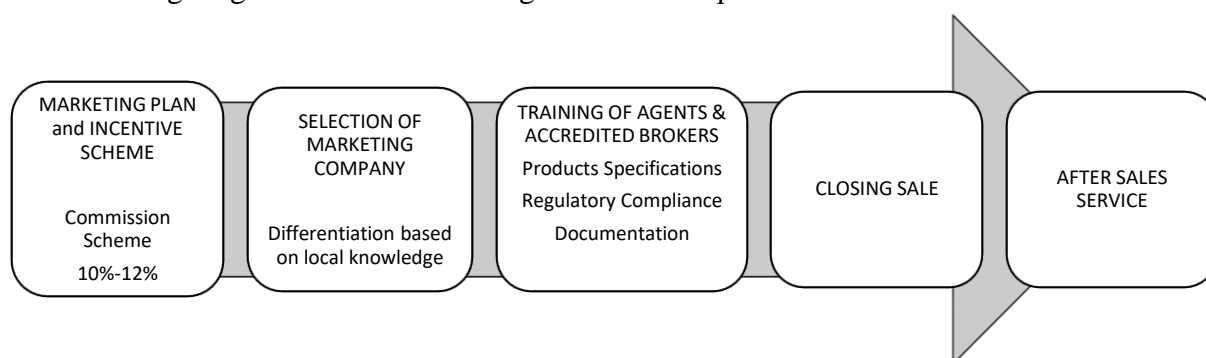 MARKETING PLAN
and INCENTIVE
SCHEME
Commission
Scheme
10%-12%
SELECTION OF
MARKETING
COMPANY
Differentiation based
on local knowledge
TRAINING OF AGENTS &
ACCREDITED BROKERS
Products Specifications
Regulatory Compliance
Documentation
CLOSING SALE
AFTER SALES
SERVICE